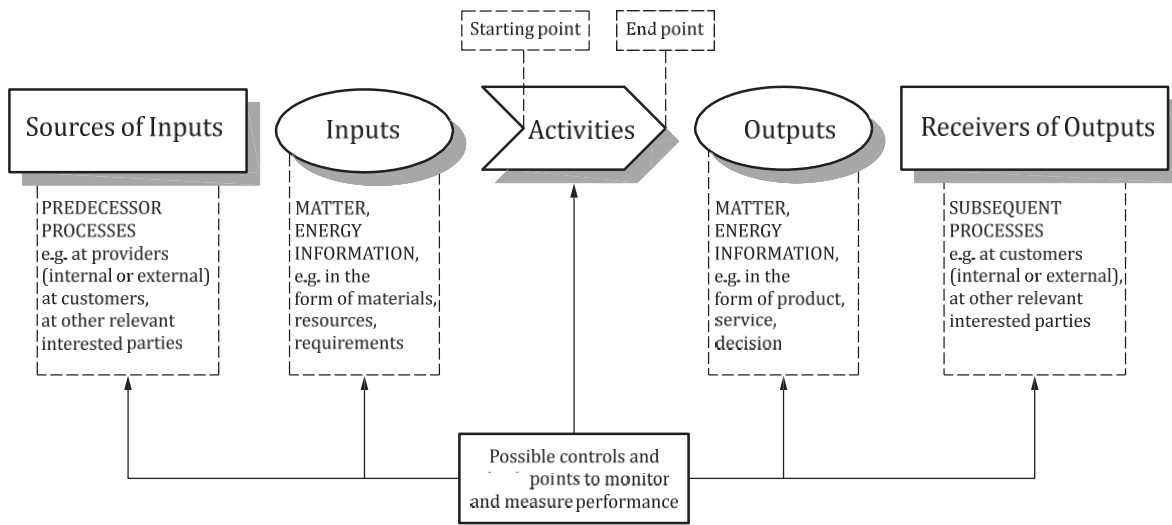 Starting point
End point
Sources of Inputs
Inputs
Activities
Outputs
Receivers of Outputs
PREDECESSOR
PROCESSES
e.g. at providers
(internal or external)
at customers,
at other relevant
interested parties
MATTER,
ENERGY
INFORMATION,
e.g. in the
form of materials,
resources,
requirements
MATTER,
ENERGY
INFORMATION,
e.g. in the
form of product,
service,
decision
SUBSEQUENT
PROCESSES
e.g. at customers
(internal or external),
at other relevant
interested parties
Possible controls and
points to monitor
and measure performance